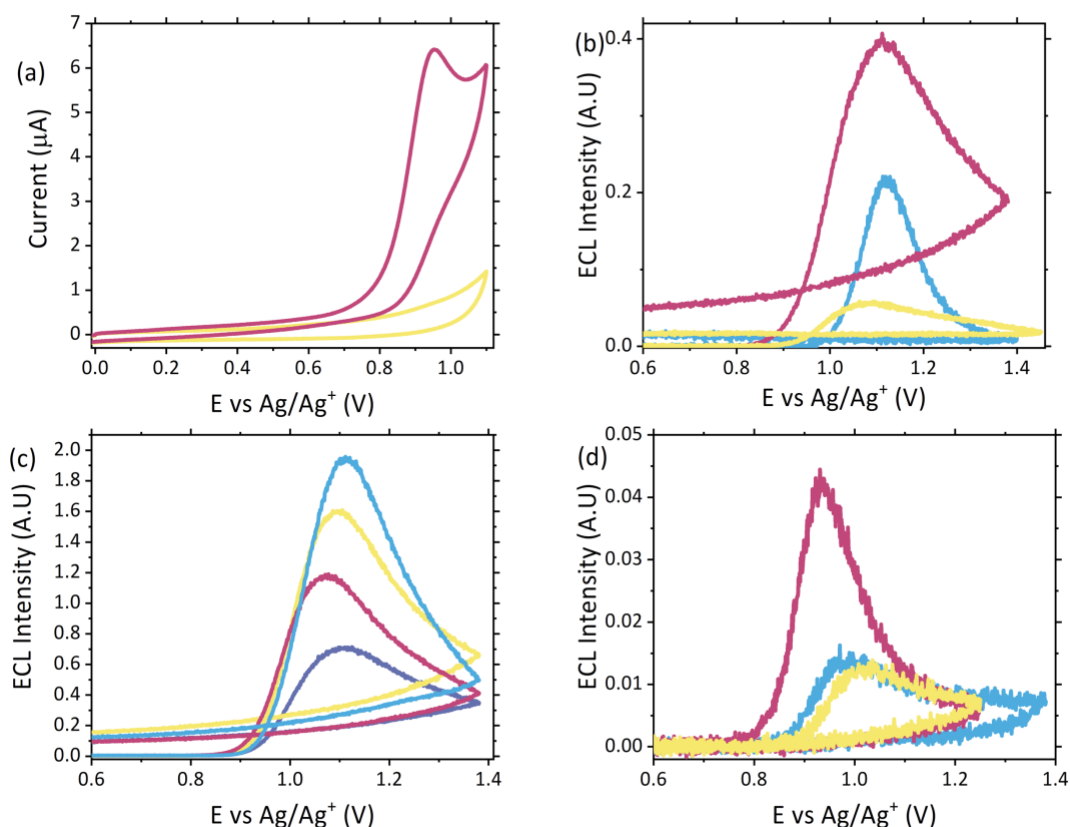 (a)
7
6
5
4
3
2
1
0
Current (μA)
0.0 0.2 0.4 0.6 0.8 1.0
E vs Ag/Ag⁺ (V)
(b)
0.4
0.2
0.0
ECL Intensity (A.U)
0.6 0.8 1.0 1.2 1.4
E vs Ag/Ag⁺ (V)
(c)
2.0
1.8
1.6
1.4
1.2
1.0
0.8
0.6
0.4
0.2
0.0
ECL Intensity (A.U)
0.6 0.8 1.0 1.2 1.4
E vs Ag/Ag⁺ (V)
(d)
0.05
0.04
0.03
0.02
0.01
0.00
ECL Intensity (A.U)
0.6 0.8 1.0 1.2 1.4
E vs Ag/Ag⁺ (V)